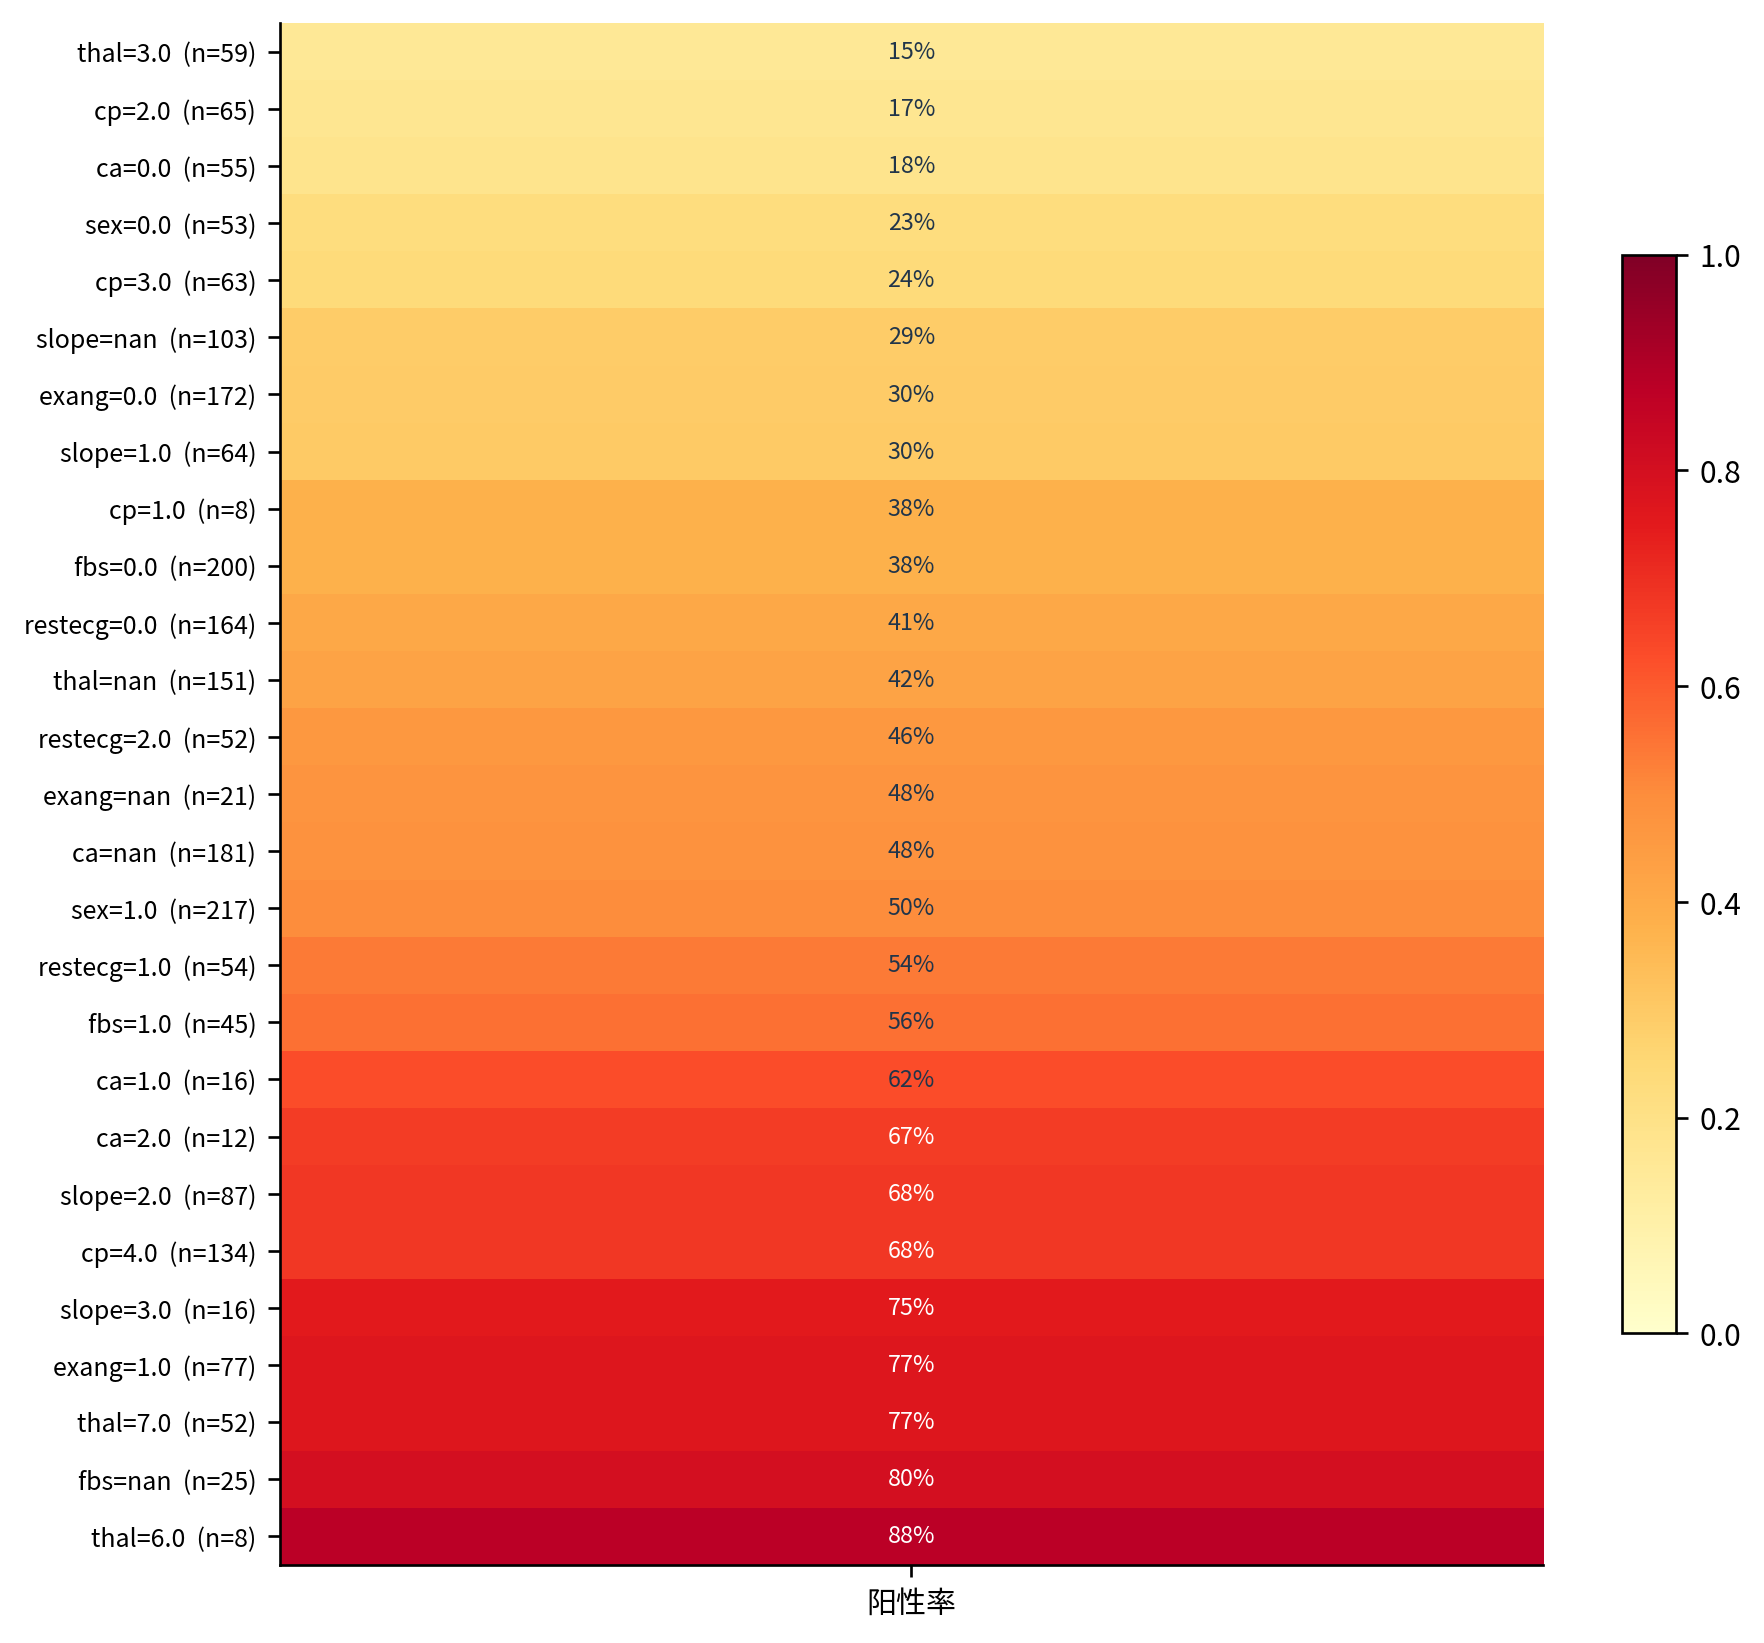 thal=3.0 (n=59) 15%
cp=2.0 (n=65) 17%
ca=0.0 (n=55) 18%
sex=0.0 (n=53) 23%
cp=3.0 (n=63) 24%
slope=nan (n=103) 29%
exang=0.0 (n=172) 30%
slope=1.0 (n=64) 30%
cp=1.0 (n=8) 38%
fbs=0.0 (n=200) 38%
restecg=0.0 (n=164) 41%
thal=nan (n=151) 42%
restecg=2.0 (n=52) 46%
exang=nan (n=21) 48%
ca=nan (n=181) 48%
sex=1.0 (n=217) 50%
restecg=1.0 (n=54) 54%
fbs=1.0 (n=45) 56%
ca=1.0 (n=16) 62%
ca=2.0 (n=12) 67%
slope=2.0 (n=87) 68%
cp=4.0 (n=134) 68%
slope=3.0 (n=16) 75%
exang=1.0 (n=77) 77%
thal=7.0 (n=52) 77%
fbs=nan (n=25) 80%
thal=6.0 (n=8) 88%
阳性率
1.0
0.8
0.6
0.4
0.2
0.0